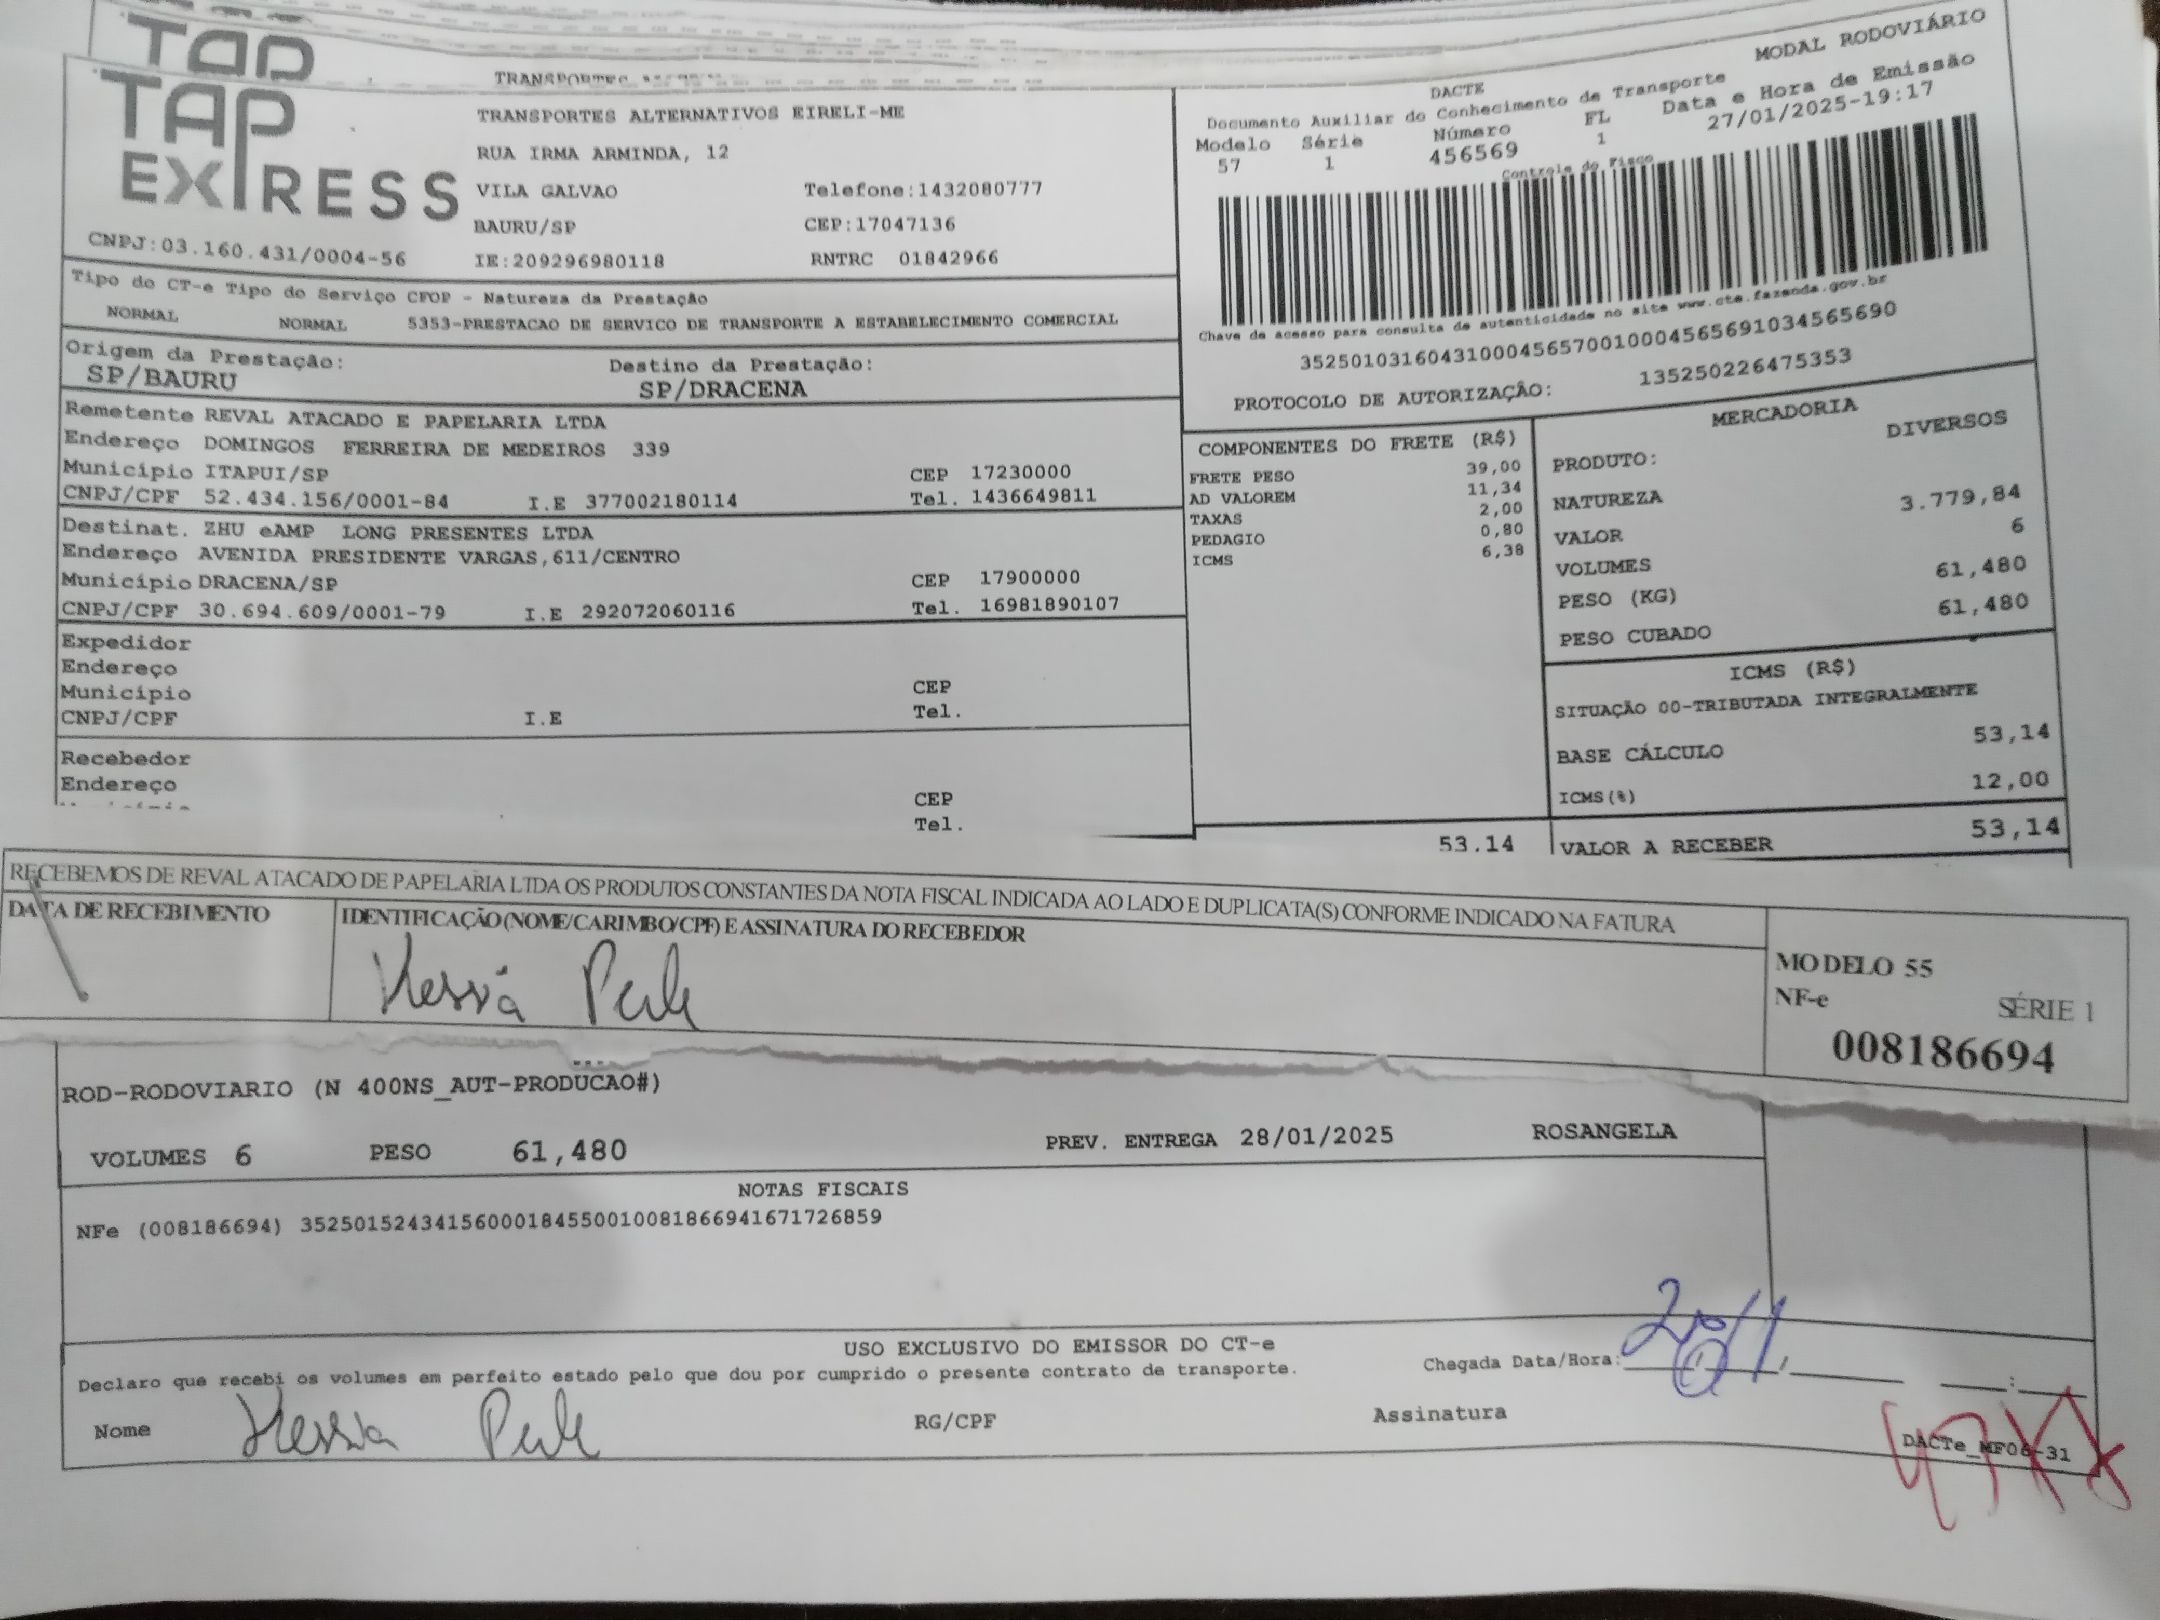 TAP
TAP
EXPRESS
TRANSPORTES
TRANSPORTES ALTERNATIVOS EIRELI-ME
RUA IRMA ARMINDA, 12
VILA GALVAO Telefone:1432080777
BAURU/SP CEP:17047136
CNPJ:03.160.431/0004-56 IE:209296980118 RNTRC 01842966
DACTE MODAL RODOVIÁRIO
Documento Auxiliar do Conhecimento de Transporte
Modelo Série Número FL Data e Hora de Emissão
57 1 456569 1 27/01/2025-19:17
Controle do Fisco
Chave de acesso para consulta de autenticidade no site www.cte.fazenda.gov.br
35250103160431000456570010004565691034565690
PROTOCOLO DE AUTORIZAÇÃO: 135250226475353
Tipo do CT-e Tipo do Serviço CFOP - Natureza da Prestação
NORMAL NORMAL 5353-PRESTACAO DE SERVICO DE TRANSPORTE A ESTABELECIMENTO COMERCIAL
Origem da Prestação: Destino da Prestação:
SP/BAURU SP/DRACENA
Remetente REVAL ATACADO E PAPELARIA LTDA
Endereço DOMINGOS FERREIRA DE MEDEIROS 339
Município ITAPUI/SP CEP 17230000
CNPJ/CPF 52.434.156/0001-84 I.E 377002180114 Tel. 1436649811
Destinat. ZHU eAMP LONG PRESENTES LTDA
Endereço AVENIDA PRESIDENTE VARGAS,611/CENTRO
Município DRACENA/SP CEP 17900000
CNPJ/CPF 30.694.609/0001-79 I.E 292072060116 Tel. 16981890107
Expedidor
Endereço
Município CEP
CNPJ/CPF I.E Tel.
Recebedor
Endereço CEP
Tel.
COMPONENTES DO FRETE (R$)
FRETE PESO 39,00
AD VALOREM 11,34
TAXAS 2,00
PEDAGIO 0,80
ICMS 6,38
53.14
MERCADORIA
PRODUTO: DIVERSOS
NATUREZA
VALOR 3.779,84
VOLUMES 6
PESO (KG) 61,480
PESO CUBADO 61,480
ICMS (R$)
SITUAÇÃO 00-TRIBUTADA INTEGRALMENTE
BASE CÁLCULO 53,14
ICMS(%) 12,00
VALOR A RECEBER 53,14
RECEBEMOS DE REVAL ATACADO DE PAPELARIA LTDA OS PRODUTOS CONSTANTES DA NOTA FISCAL INDICADA AO LADO E DUPLICATA(S) CONFORME INDICADO NA FATURA
DATA DE RECEBIMENTO IDENTIFICAÇÃO (NOME/CARIMBO/CPF) E ASSINATURA DO RECEBEDOR
MODELO 55
NF-e SÉRIE 1
008186694
ROD-RODOVIARIO (N 400NS_AUT-PRODUCAO#)
VOLUMES 6 PESO 61,480 PREV. ENTREGA 28/01/2025 ROSANGELA
NOTAS FISCAIS
NFe (008186694) 35250152434156000184550010081866941671726859
USO EXCLUSIVO DO EMISSOR DO CT-e
Declaro que recebi os volumes em perfeito estado pelo que dou por cumprido o presente contrato de transporte. Chegada Data/Hora:
Nome RG/CPF Assinatura
DACTe_MF06-31